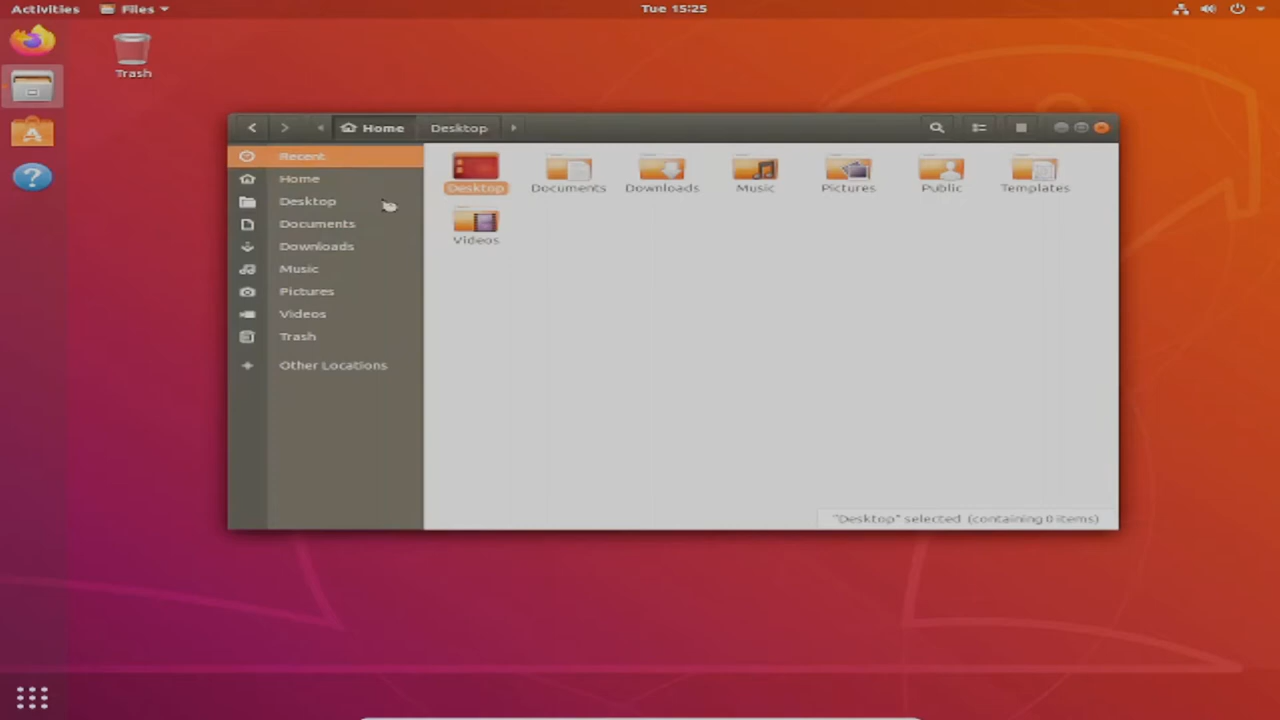 Activities Files Tue 15:25
Trash
Home Desktop
Recent
Home
Desktop
Documents
Downloads
Music
Pictures
Videos
Trash
Other Locations
Desktop Documents Downloads Music Pictures Public Templates
Videos
"Desktop" selected (containing 0 items)